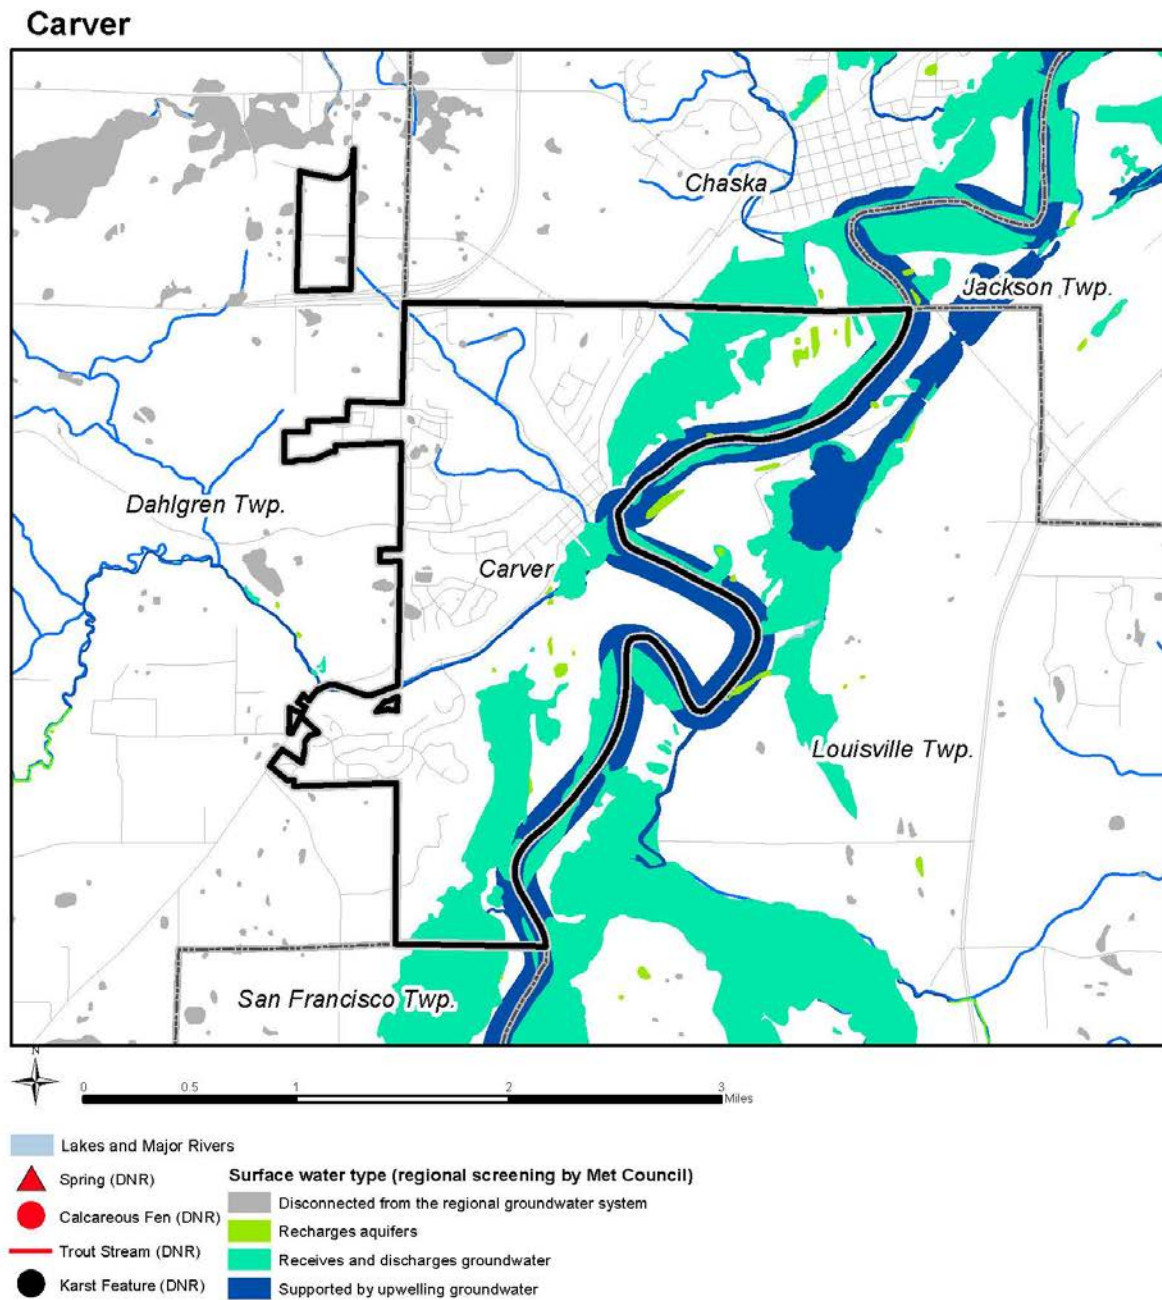 Carver
Chaska
Jackson Twp.
Dahlgren Twp.
Carver
Louisville Twp.
San Francisco Twp.
N
0 0.5 1 2 3
Miles
Lakes and Major Rivers
Spring (DNR)
Calcareous Fen (DNR)
Trout Stream (DNR)
Karst Feature (DNR)
Surface water type (regional screening by Met Council)
Disconnected from the regional groundwater system
Recharges aquifers
Receives and discharges groundwater
Supported by upwelling groundwater